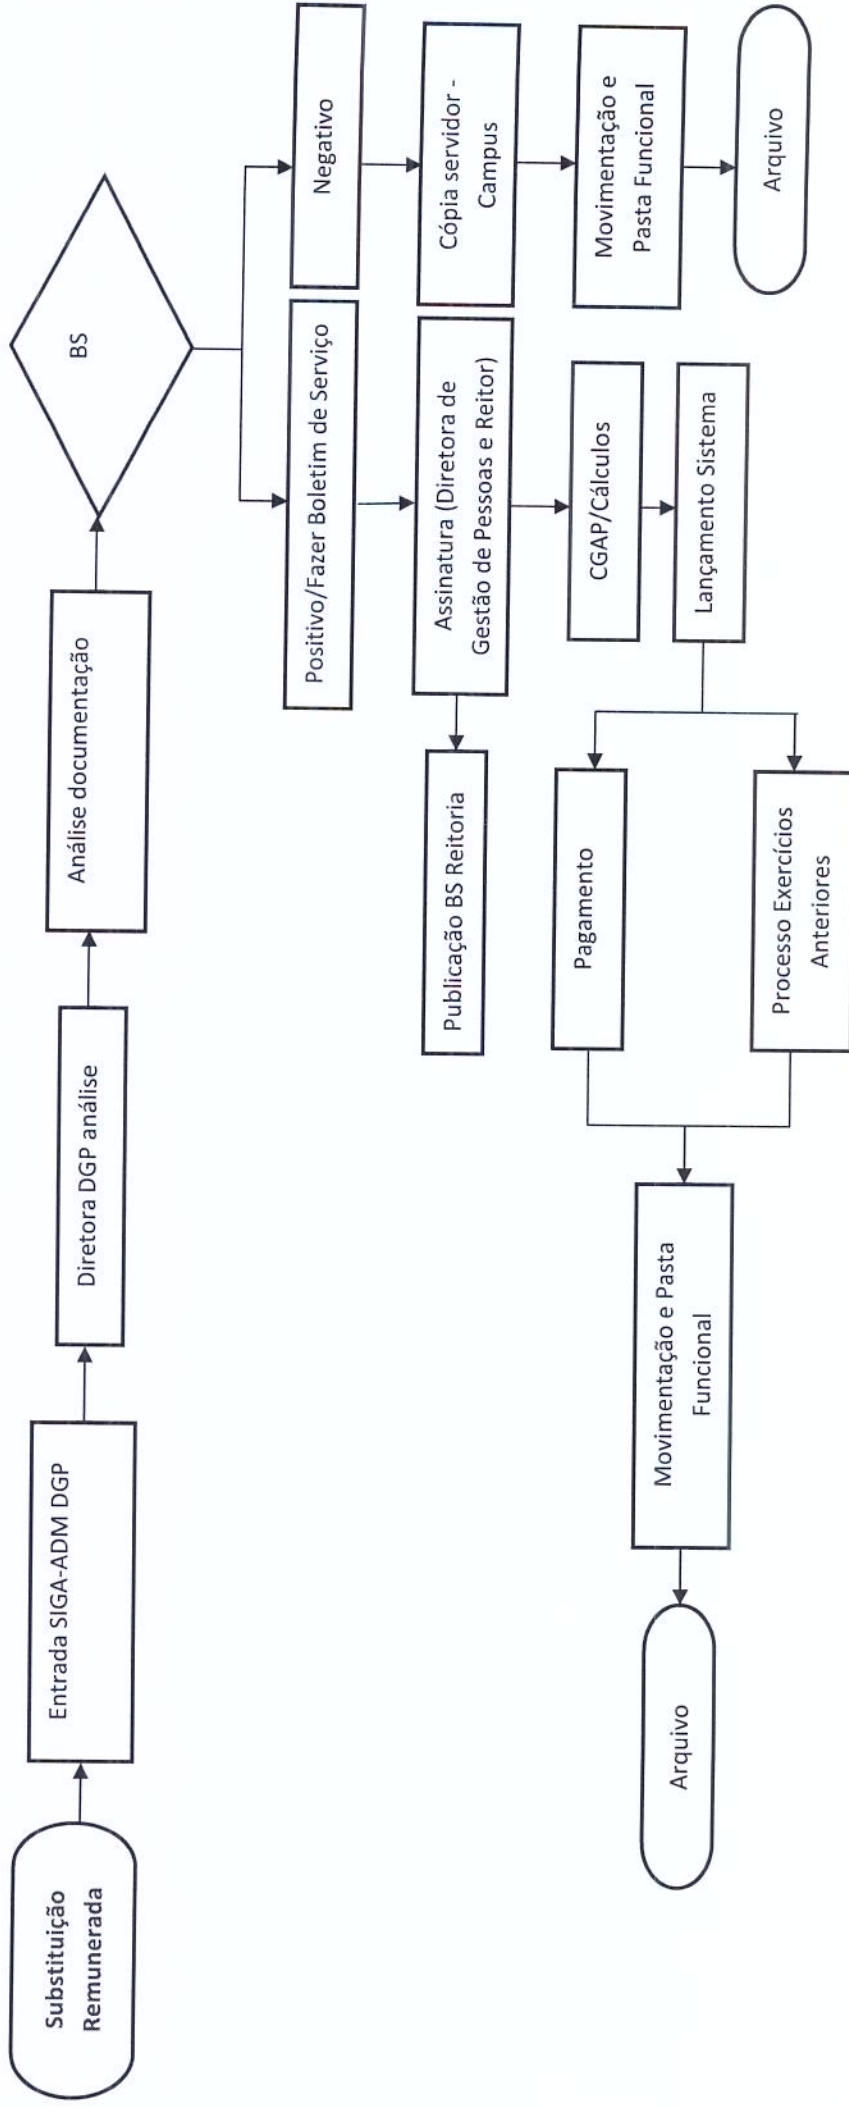 Substituição
Remunerada
Entrada SIGA-ADM DGP
Diretora DGP análise
Análise documentação
BS
Positivo/Fazer Boletim de Serviço
Negativo
Publicação BS Reitoria
Assinatura (Diretora de
Gestão de Pessoas e Reitor)
Cópia servidor -
Campus
CGAP/Cálculos
Movimentação e
Pasta Funcional
Lançamento Sistema
Arquivo
Pagamento
Processo Exercícios
Anteriores
Movimentação e Pasta
Funcional
Arquivo